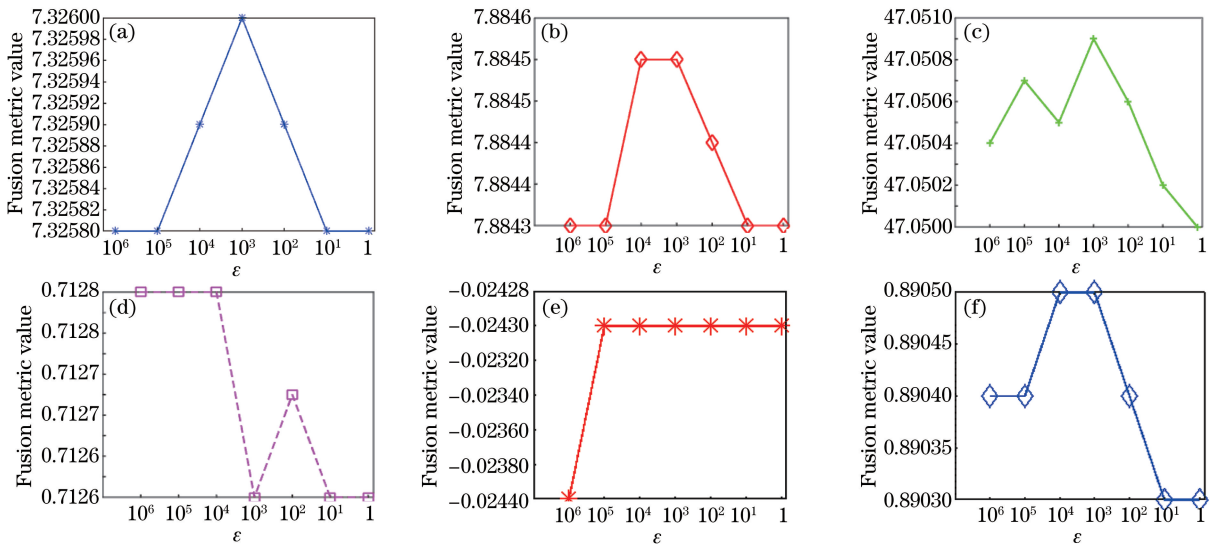 (a)
Fusion metric value
7.32600
7.32598
7.32596
7.32594
7.32592
7.32590
7.32586
7.32586
7.32584
7.32582
7.32580
10⁶ 10⁵ 10⁴ 10³ 10² 10¹ 1
ε
(b)
Fusion metric value
7.8846
7.8845
7.8845
7.8844
7.8844
7.8843
10⁶ 10⁵ 10⁴ 10³ 10² 10¹ 1
ε
(c)
Fusion metric value
47.0510
47.0508
47.0506
47.0504
47.0502
47.0500
10⁶ 10⁵ 10⁴ 10³ 10² 10¹ 1
ε
(d)
Fusion metric value
0.7128
0.7128
0.7127
0.7127
0.7126
0.7126
10⁶ 10⁵ 10⁴ 10³ 10² 10¹ 1
ε
(e)
Fusion metric value
−0.02428
−0.02430
−0.02320
−0.02340
−0.02360
−0.02380
−0.02440
10⁶ 10⁵ 10⁴ 10³ 10² 10¹ 1
ε
(f)
Fusion metric value
0.89050
0.89045
0.89040
0.89035
0.89030
10⁶ 10⁵ 10⁴ 10³ 10² 10¹ 1
ε